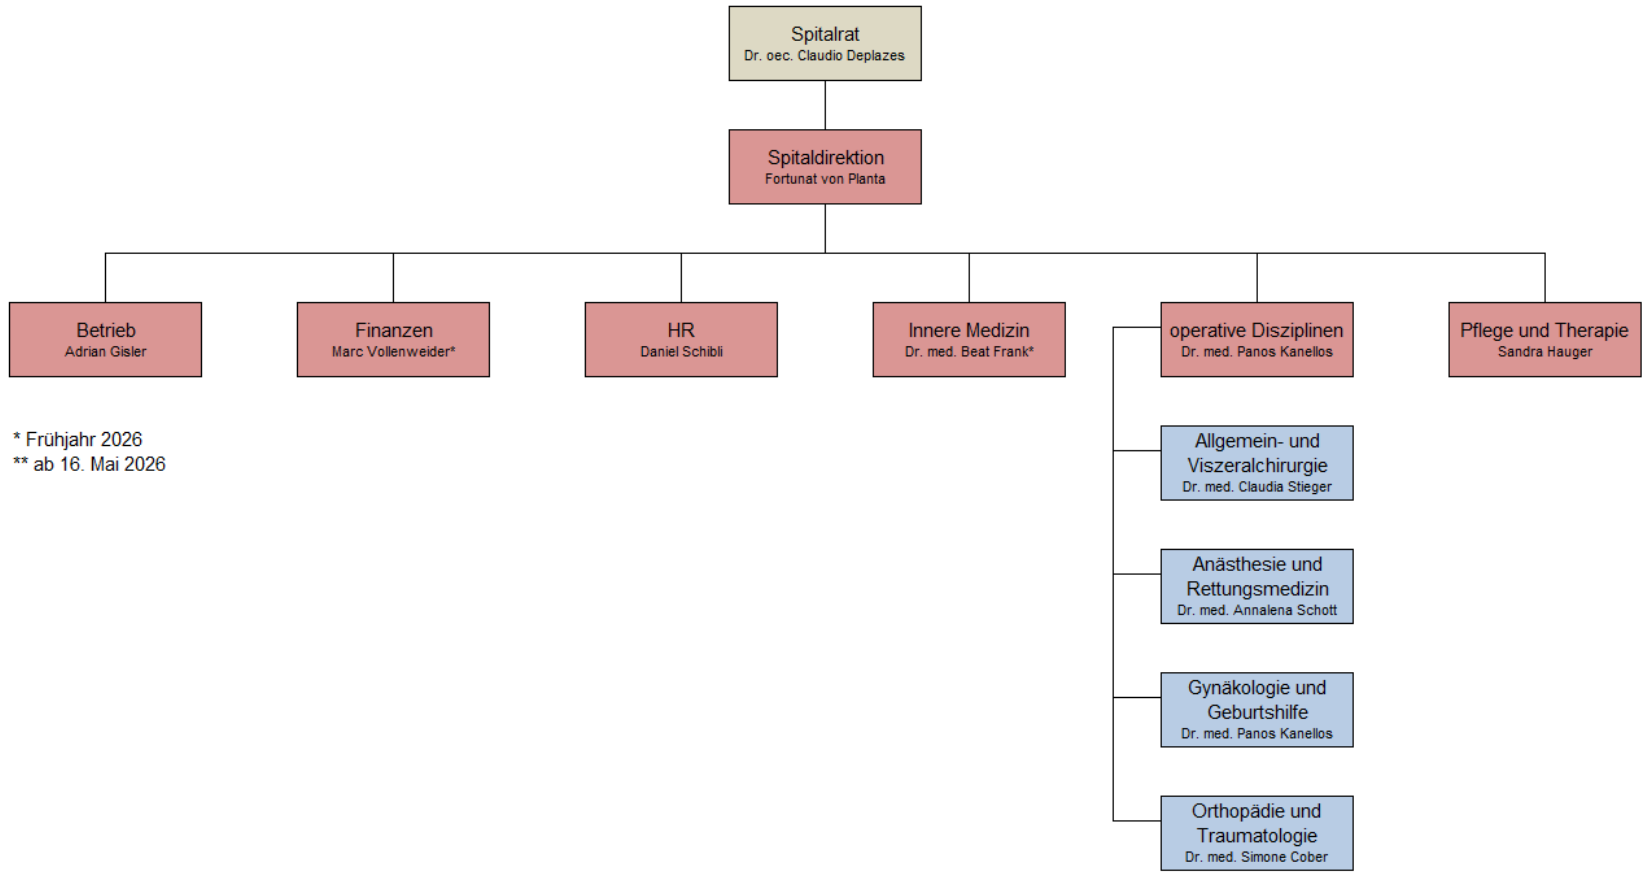 Spitalrat
Dr. oec. Claudio Deplazes
Spitaldirektion
Fortunat von Planta
Betrieb
Adrian Gisler
Finanzen
Marc Vollenweider*
HR
Daniel Schibli
Innere Medizin
Dr. med. Beat Frank*
operative Disziplinen
Dr. med. Panos Kanellos
Pflege und Therapie
Sandra Hauger
* Frühjahr 2026
** ab 16. Mai 2026
Allgemein- und
Viszeralchirurgie
Dr. med. Claudia Stieger
Anästhesie und
Rettungsmedizin
Dr. med. Annalena Schott
Gynäkologie und
Geburtshilfe
Dr. med. Panos Kanellos
Orthopädie und
Traumatologie
Dr. med. Simone Cober